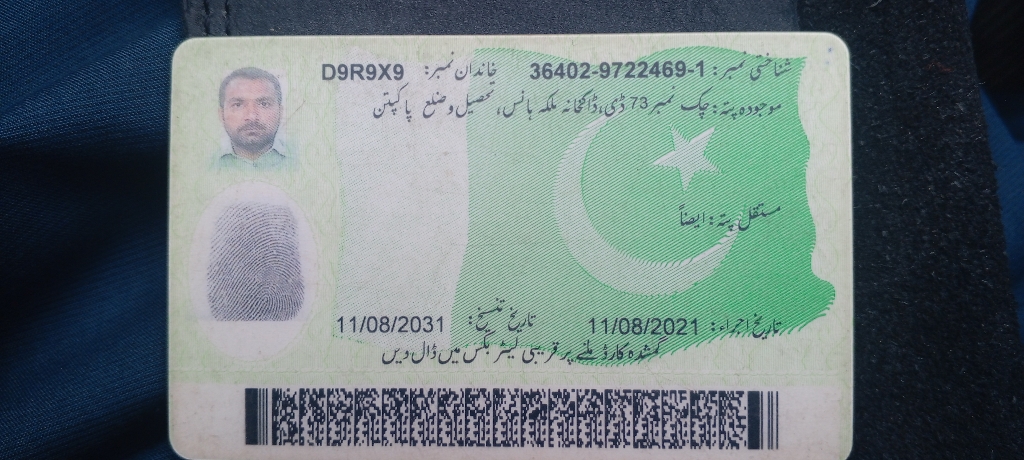 شناختی نمبر: 36402-9722469-1 خاندان نمبر: D9R9X9
موجودہ پتہ: چک نمبر 73 ڈی، ڈاکخانہ ملکہ ہانس، تحصیل و ضلع پاکپتن
مستقل پتہ: ایضاً
تاریخ اجراء: 11/08/2021 تاریخ تنسیخ: 11/08/2031
گمشدہ کارڈ ملنے پر قریبی لیٹر بکس میں ڈال دیں